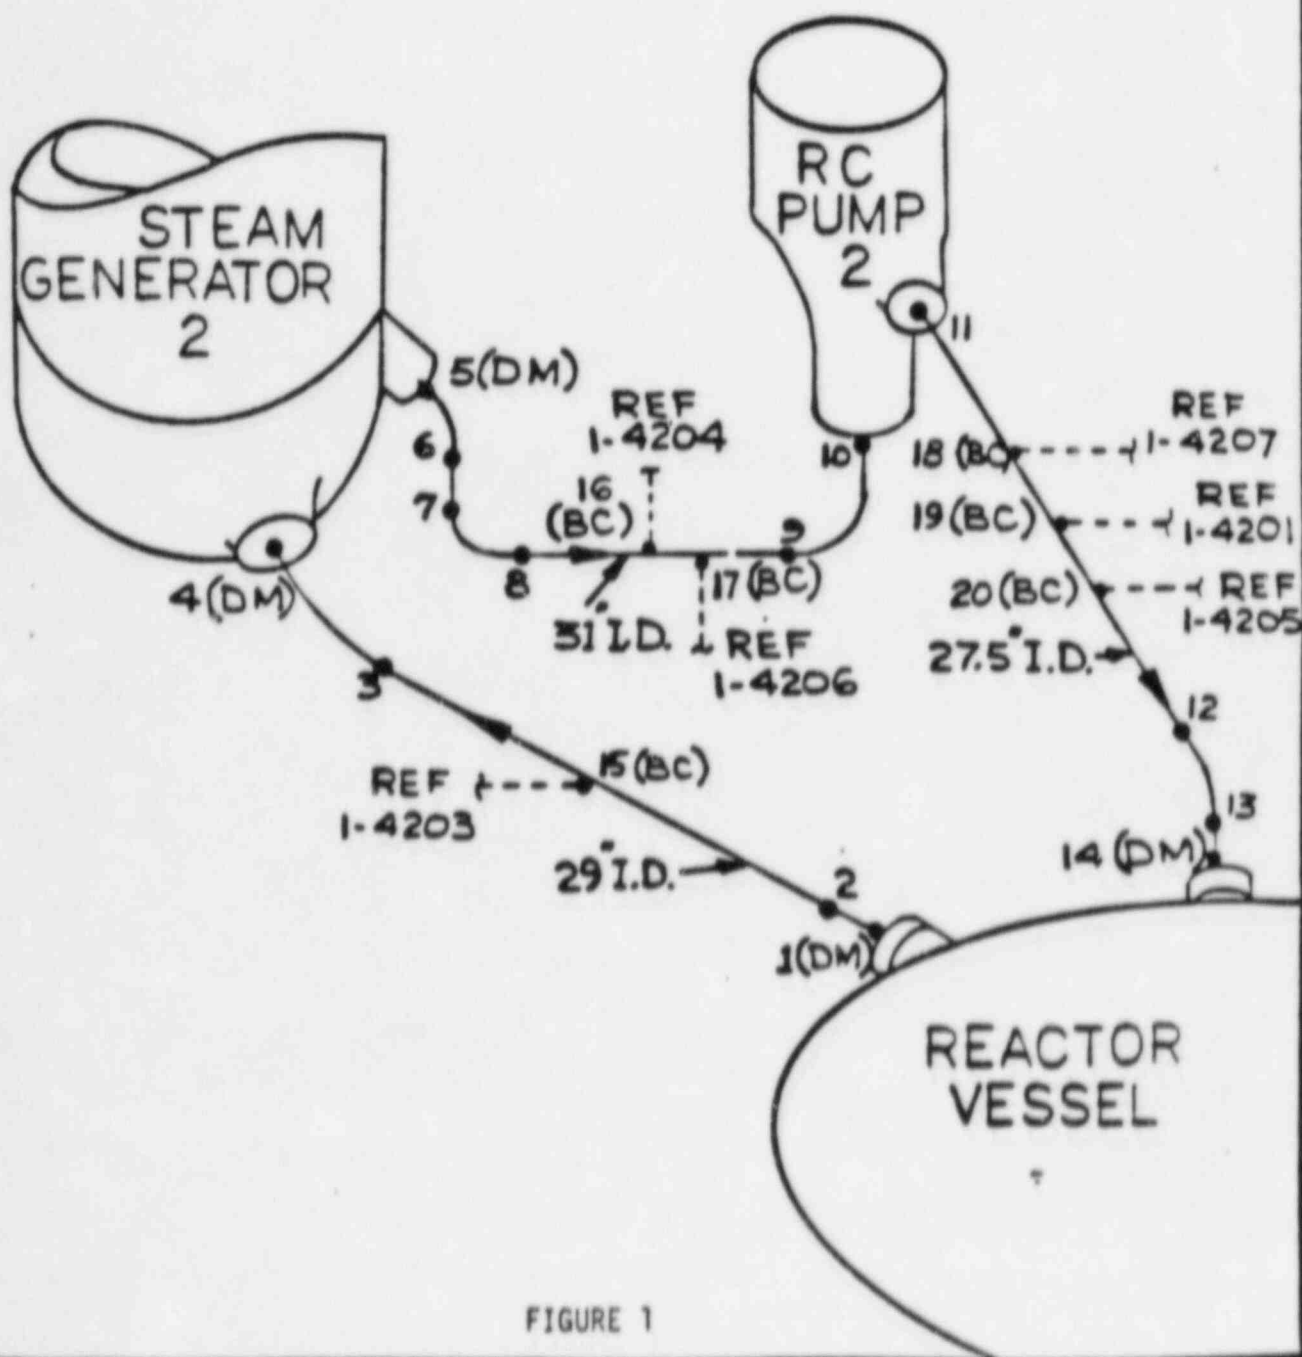 RC
PUMP
2
STEAM
GENERATOR
2
11
5(DM)
REF
1-4204
REF
1-4207
6
10
18 (BC)
16
(BC)
7
REF
1-4201
19(BC)
9
8
17(BC)
20(BC)
REF
1-4205
4(DM)
31" I.D.
REF
1-4206
27.5" I.D.
3
12
15(BC)
REF
1-4203
13
14(DM)
29" I.D.
2
1(DM)
REACTOR
VESSEL
FIGURE 1